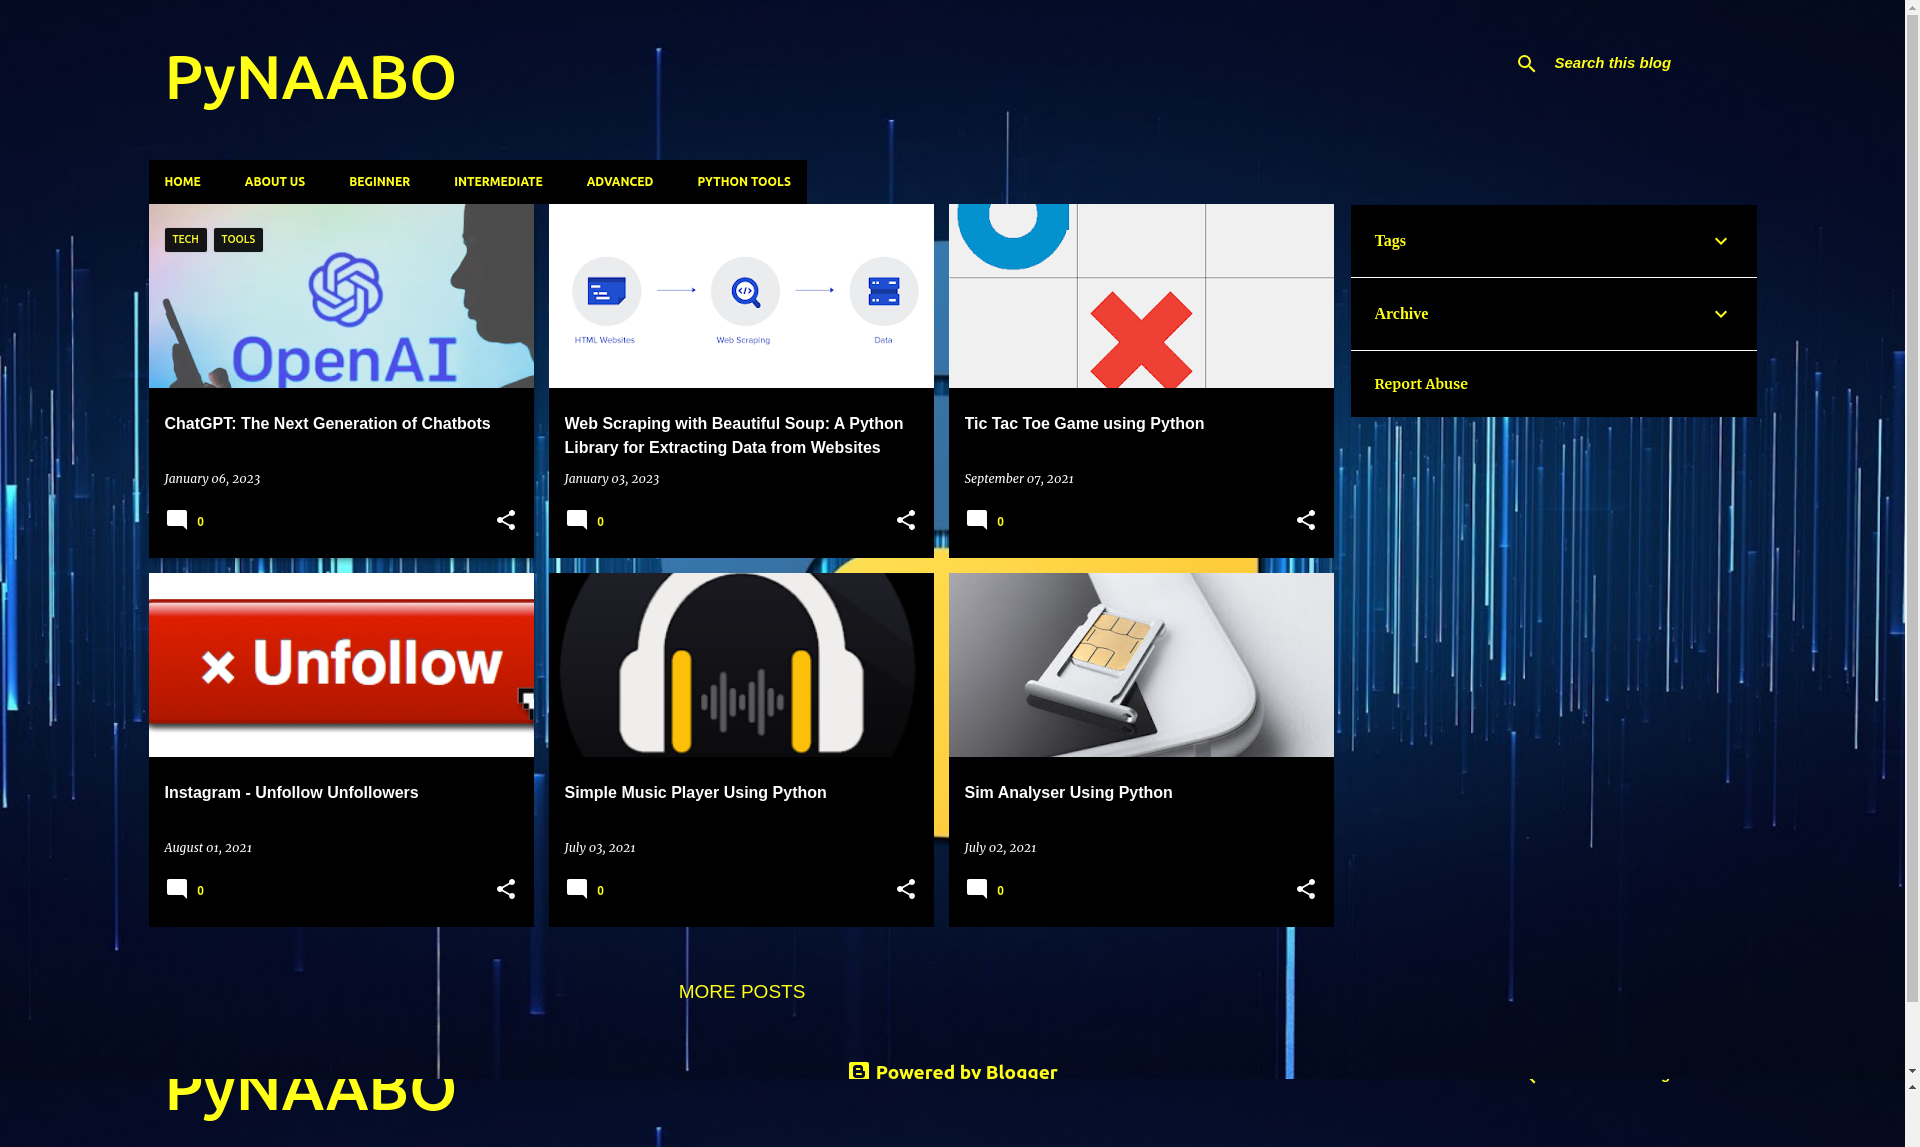 PyNAABO
Search this blog
HOME
ABOUT US
BEGINNER
INTERMEDIATE
ADVANCED
PYTHON TOOLS
TECH
TOOLS
OpenAI
ChatGPT: The Next Generation of Chatbots
January 06, 2023
0
HTML Websites
Web Scraping
Data
Web Scraping with Beautiful Soup: A Python
Library for Extracting Data from Websites
January 03, 2023
0
Tic Tac Toe Game using Python
September 07, 2021
0
Tags
Archive
Report Abuse
× Unfollow
Instagram - Unfollow Unfollowers
August 01, 2021
0
Simple Music Player Using Python
July 03, 2021
0
Sim Analyser Using Python
July 02, 2021
0
MORE POSTS
Powered by Blogger
PyNAABO